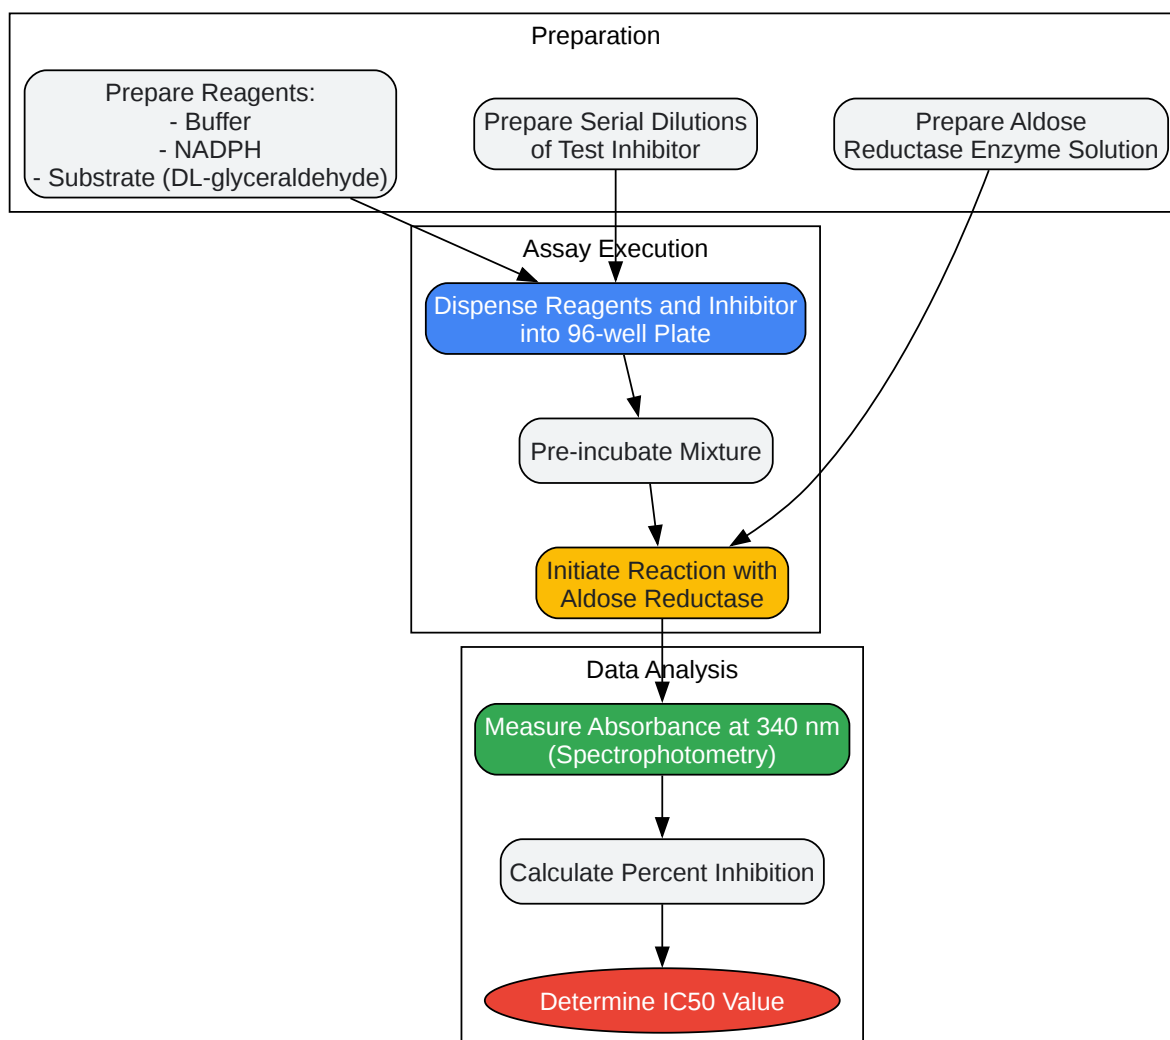 Preparation
Prepare Reagents:
- Buffer
- NADPH
- Substrate (DL-glyceraldehyde)
Prepare Serial Dilutions
of Test Inhibitor
Prepare Aldose
Reductase Enzyme Solution
Assay Execution
Dispense Reagents and Inhibitor
into 96-well Plate
Pre-incubate Mixture
Initiate Reaction with
Aldose Reductase
Data Analysis
Measure Absorbance at 340 nm
(Spectrophotometry)
Calculate Percent Inhibition
Determine IC50 Value